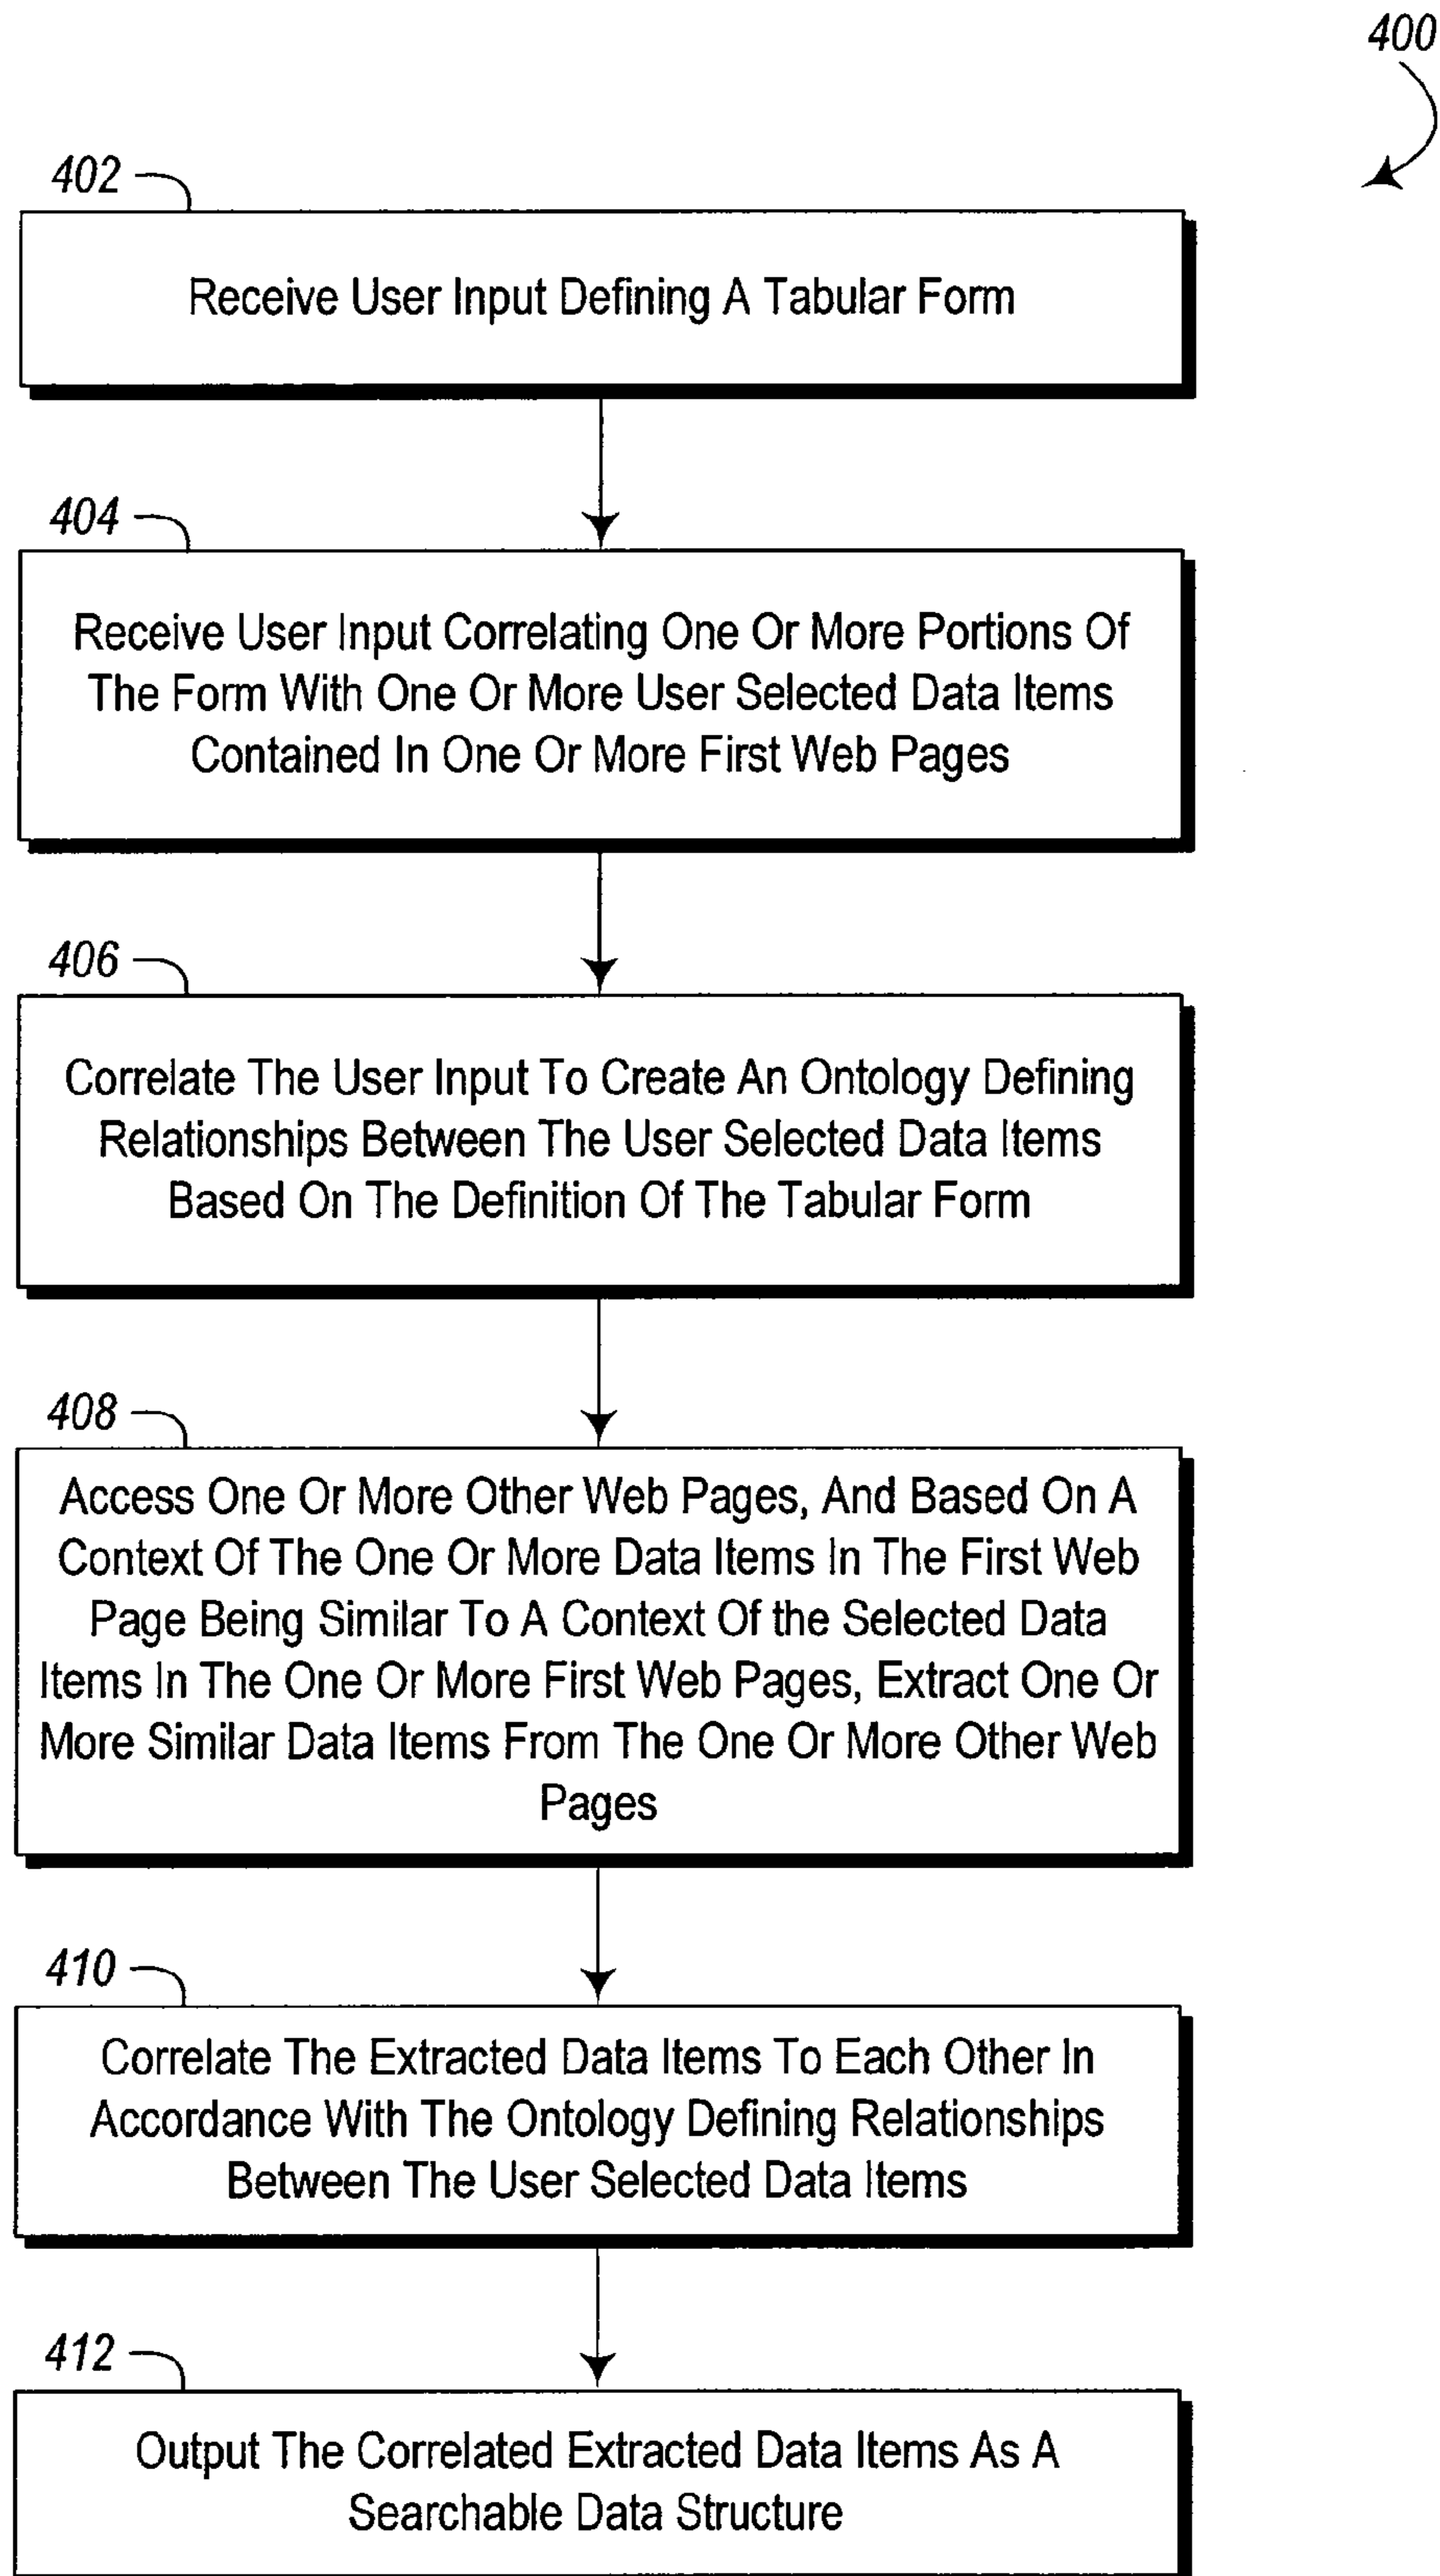 400
402
Receive User Input Defining A Tabular Form
404
Receive User Input Correlating One Or More Portions Of
The Form With One Or More User Selected Data Items
Contained In One Or More First Web Pages
406
Correlate The User Input To Create An Ontology Defining
Relationships Between The User Selected Data Items
Based On The Definition Of The Tabular Form
408
Access One Or More Other Web Pages, And Based On A
Context Of The One Or More Data Items In The First Web
Page Being Similar To A Context Of the Selected Data
Items In The One Or More First Web Pages, Extract One Or
More Similar Data Items From The One Or More Other Web
Pages
410
Correlate The Extracted Data Items To Each Other In
Accordance With The Ontology Defining Relationships
Between The User Selected Data Items
412
Output The Correlated Extracted Data Items As A
Searchable Data Structure